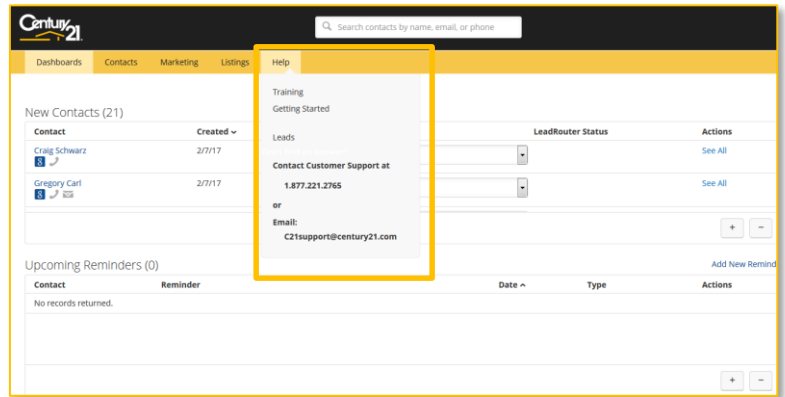 Century 21
Search contacts by name, email, or phone
Dashboards Contacts Marketing Listings Help
Training
Getting Started
Leads
Contact Customer Support at
1.877.221.2765
or
Email:
C21support@century21.com
New Contacts (21)
Contact Created LeadRouter Status Actions
Craig Schwarz 2/7/17 See All
8
Gregory Carl 2/7/17 See All
8
+ −
Upcoming Reminders (0) Add New Remind
Contact Reminder Date Type Actions
No records returned.
+ −